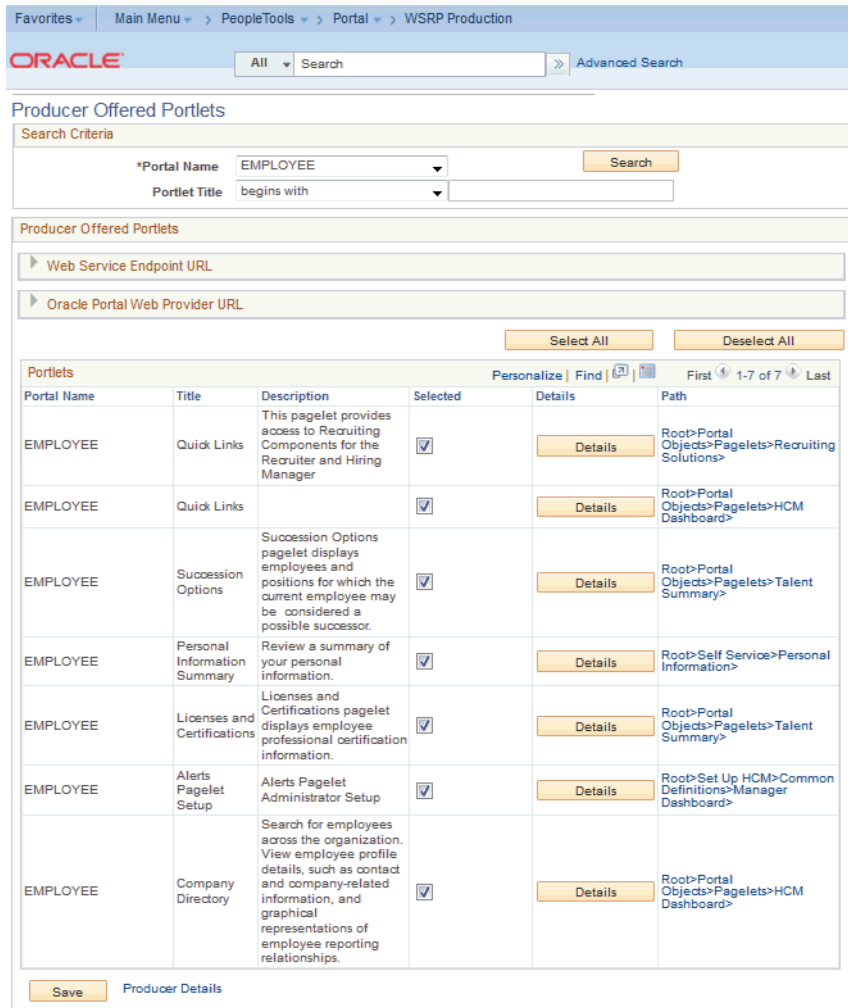 Favorites Main Menu > PeopleTools > Portal > WSRP Production
ORACLE All Search » Advanced Search
Producer Offered Portlets
Search Criteria
*Portal Name EMPLOYEE Search
Portlet Title begins with
Producer Offered Portlets
Web Service Endpoint URL
Oracle Portal Web Provider URL
Select All Deselect All
Portlets Personalize | Find | | First 1-7 of 7 Last
Portal Name Title Description Selected Details Path
EMPLOYEE
Quick Links
This pagelet provides
access to Recruiting
Components for the
Recruiter and Hiring
Manager
Details
Root>Portal
Objects>Pagelets>Recruiting
Solutions>
EMPLOYEE
Quick Links
Details
Root>Portal
Objects>Pagelets>HCM
Dashboard>
EMPLOYEE
Succession
Options
Succession Options
pagelet displays
employees and
positions for which the
current employee may
be considered a
possible successor.
Details
Root>Portal
Objects>Pagelets>Talent
Summary>
EMPLOYEE
Personal
Information
Summary
Review a summary of
your personal
information.
Details
Root>Self Service>Personal
Information>
EMPLOYEE
Licenses and
Certifications
Licenses and
Certifications pagelet
displays employee
professional certification
information.
Details
Root>Portal
Objects>Pagelets>Talent
Summary>
EMPLOYEE
Alerts
Pagelet
Setup
Alerts Pagelet
Administrator Setup
Details
Root>Set Up HCM>Common
Definitions>Manager
Dashboard>
EMPLOYEE
Company
Directory
Search for employees
across the organization.
View employee profile
details, such as contact
and company-related
information, and
graphical
representations of
employee reporting
relationships.
Details
Root>Portal
Objects>Pagelets>HCM
Dashboard>
Save Producer Details